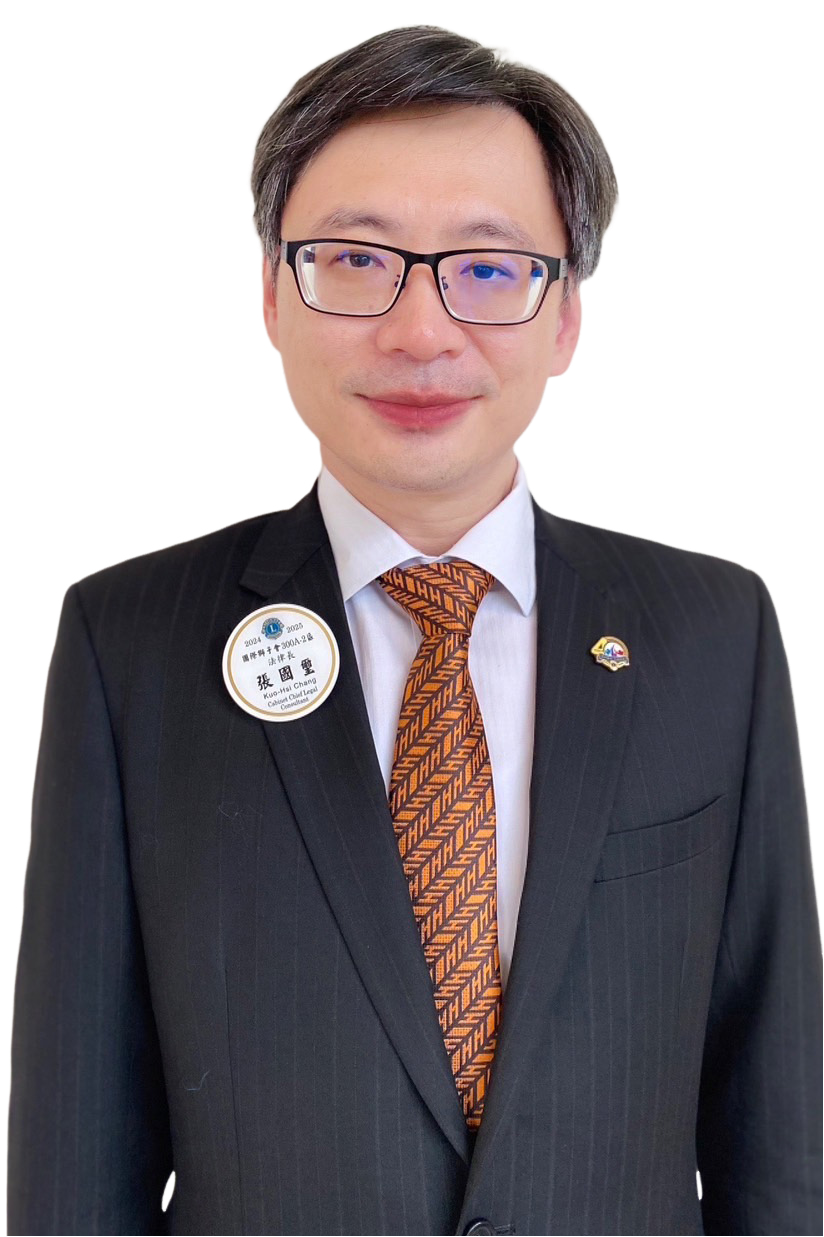 2024 2025
L
國際獅子會300A-2區
法律長
張國璽
Kuo-Hsi Chang
Cabinet Chief Legal
Consultant